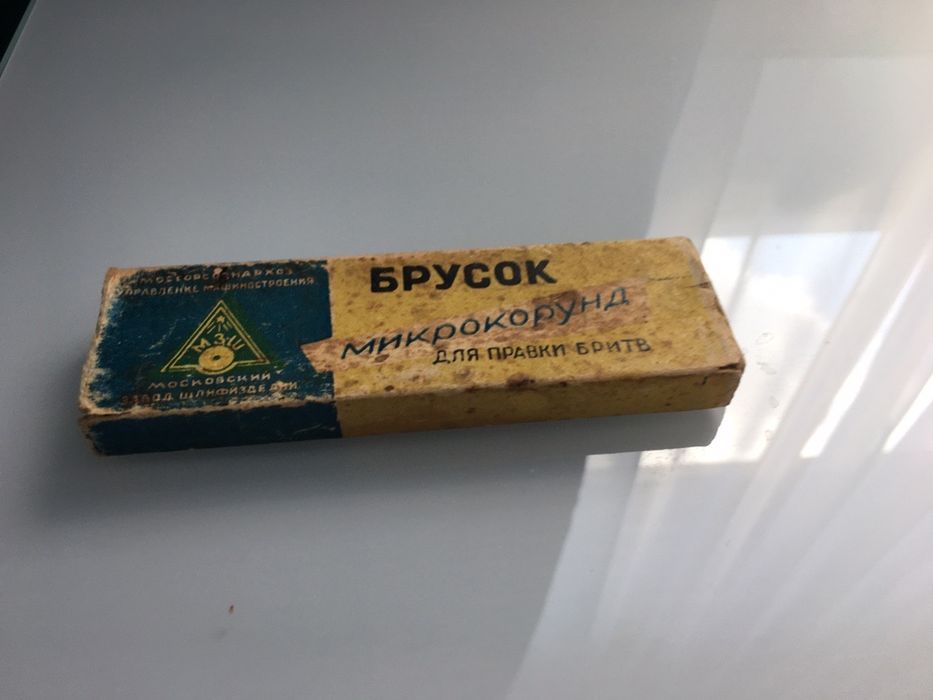 МОСГОРСОВНАРХОЗ
УПРАВЛЕНИЕ МАШИНОСТРОЕНИЯ
МЗШ
МОСКОВСКИЙ
ЗАВОД ШЛИФИЗДЕЛИЙ
БРУСОК
МИКРОКОРУНД
ДЛЯ ПРАВКИ БРИТВ